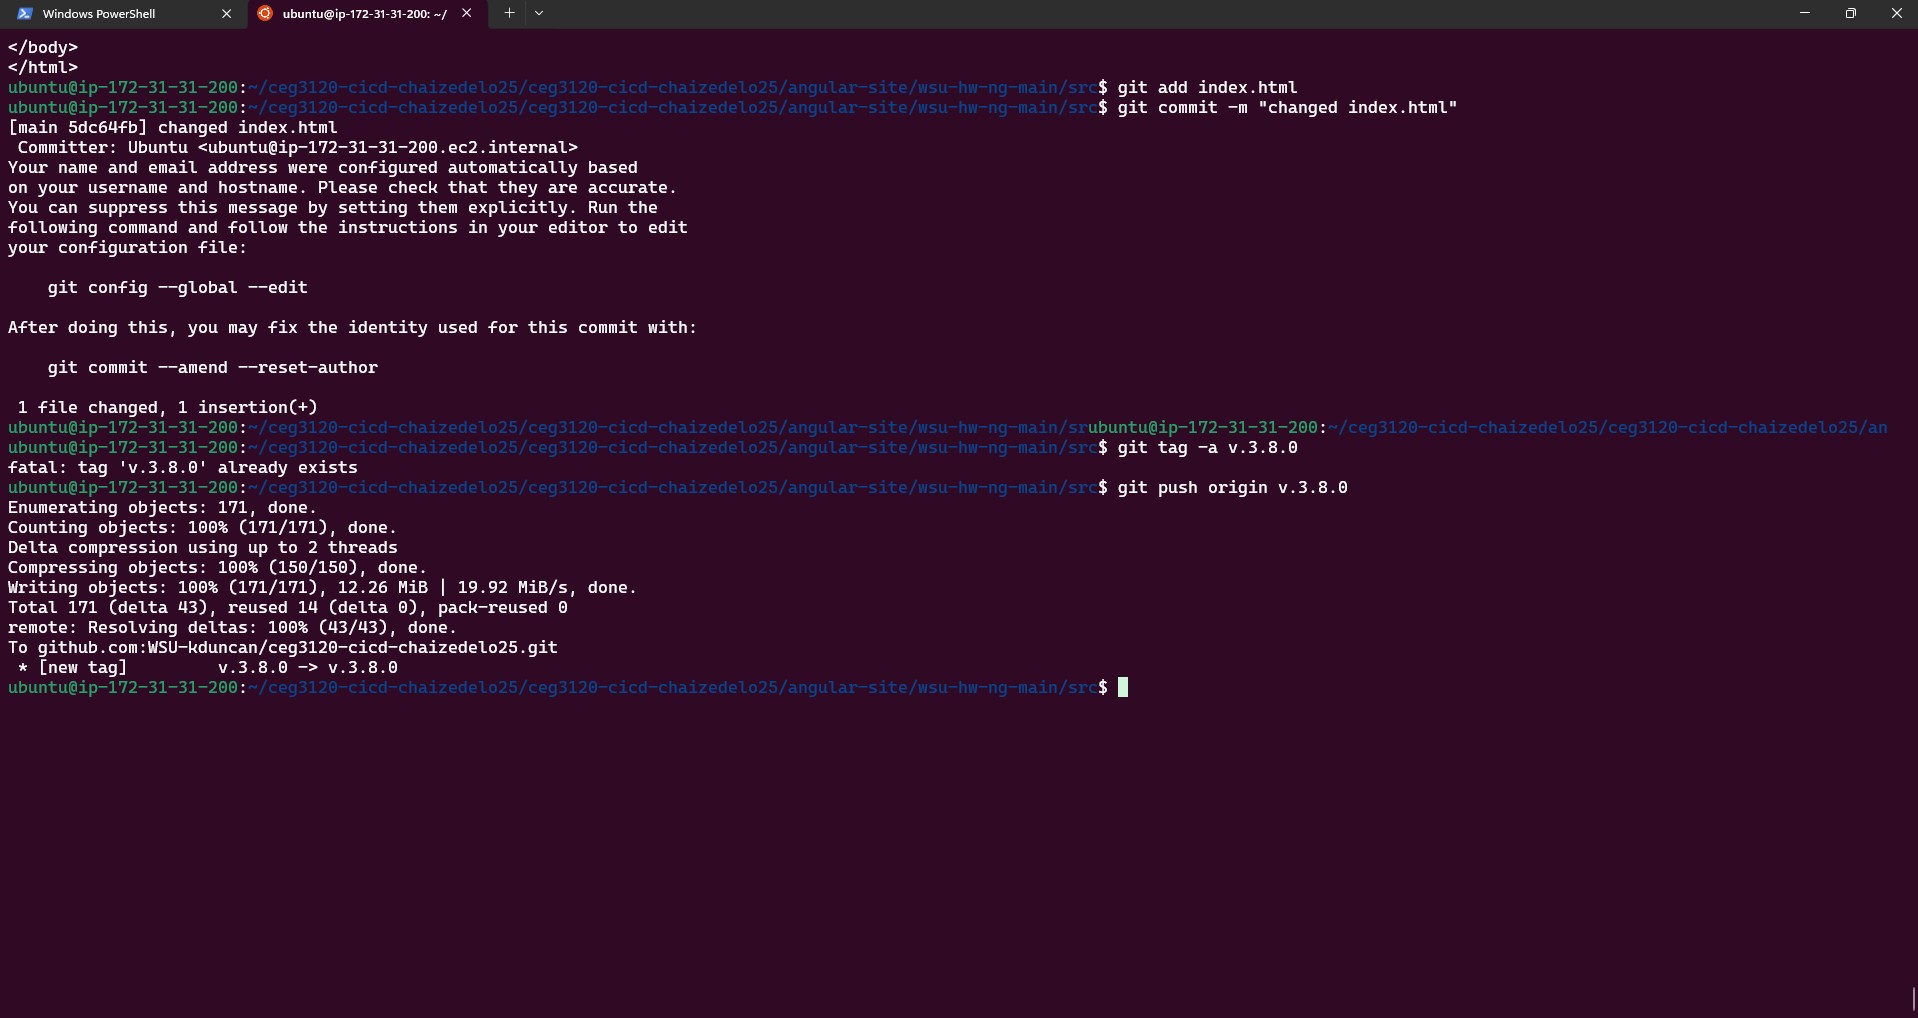 Windows PowerShell
ubuntu@ip-172-31-31-200: ~/
</body>
</html>
ubuntu@ip-172-31-31-200:~/ceg3120-cicd-chaizedelo25/ceg3120-cicd-chaizedelo25/angular-site/wsu-hw-ng-main/src$ git add index.html
ubuntu@ip-172-31-31-200:~/ceg3120-cicd-chaizedelo25/ceg3120-cicd-chaizedelo25/angular-site/wsu-hw-ng-main/src$ git commit -m "changed index.html"
[main 5dc64fb] changed index.html
 Committer: Ubuntu <ubuntu@ip-172-31-31-200.ec2.internal>
Your name and email address were configured automatically based
on your username and hostname. Please check that they are accurate.
You can suppress this message by setting them explicitly. Run the
following command and follow the instructions in your editor to edit
your configuration file:
    git config --global --edit
After doing this, you may fix the identity used for this commit with:
    git commit --amend --reset-author
 1 file changed, 1 insertion(+)
ubuntu@ip-172-31-31-200:~/ceg3120-cicd-chaizedelo25/ceg3120-cicd-chaizedelo25/angular-site/wsu-hw-ng-main/srubuntu@ip-172-31-31-200:~/ceg3120-cicd-chaizedelo25/ceg3120-cicd-chaizedelo25/an
ubuntu@ip-172-31-31-200:~/ceg3120-cicd-chaizedelo25/ceg3120-cicd-chaizedelo25/angular-site/wsu-hw-ng-main/src$ git tag -a v.3.8.0
fatal: tag 'v.3.8.0' already exists
ubuntu@ip-172-31-31-200:~/ceg3120-cicd-chaizedelo25/ceg3120-cicd-chaizedelo25/angular-site/wsu-hw-ng-main/src$ git push origin v.3.8.0
Enumerating objects: 171, done.
Counting objects: 100% (171/171), done.
Delta compression using up to 2 threads
Compressing objects: 100% (150/150), done.
Writing objects: 100% (171/171), 12.26 MiB | 19.92 MiB/s, done.
Total 171 (delta 43), reused 14 (delta 0), pack-reused 0
remote: Resolving deltas: 100% (43/43), done.
To github.com:WSU-kduncan/ceg3120-cicd-chaizedelo25.git
 * [new tag]         v.3.8.0 -> v.3.8.0
ubuntu@ip-172-31-31-200:~/ceg3120-cicd-chaizedelo25/ceg3120-cicd-chaizedelo25/angular-site/wsu-hw-ng-main/src$